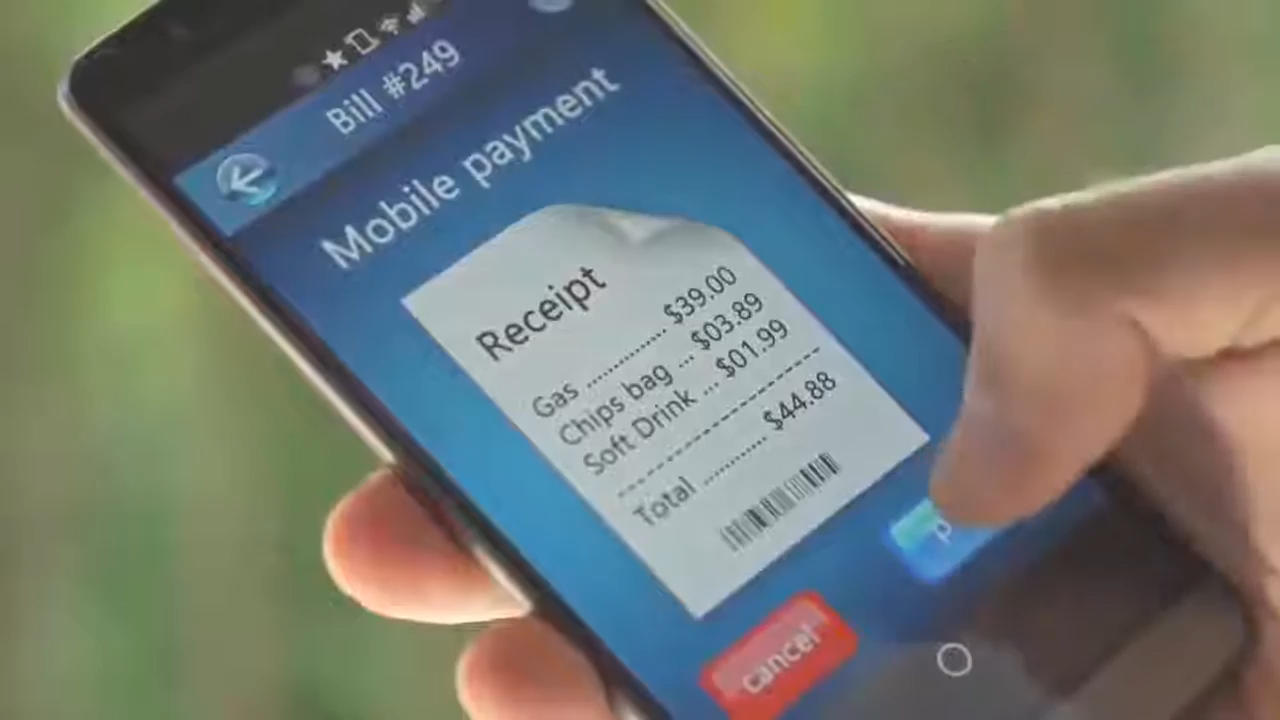 Bill #249
Mobile payment
Receipt
Gas ............ $39.00
Chips bag ... $03.89
Soft Drink ... $01.99
Total .......... $44.88
cancel